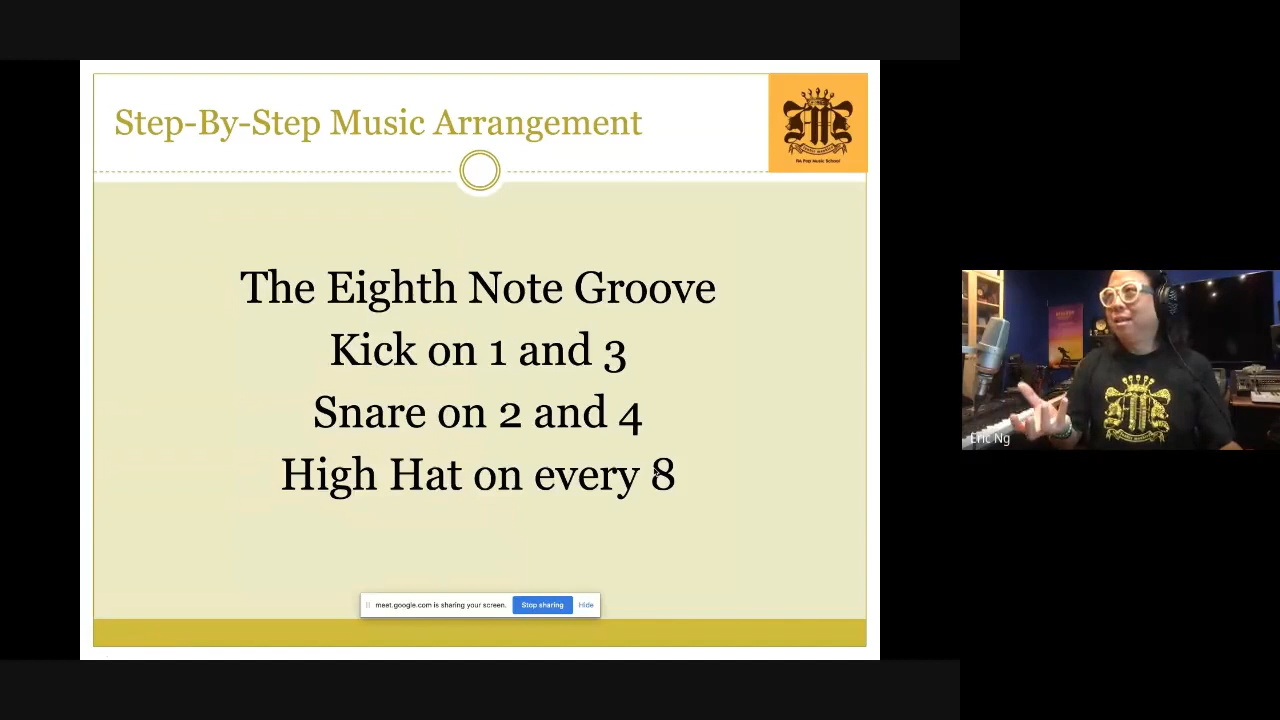 Step-By-Step Music Arrangement
The Eighth Note Groove
Kick on 1 and 3
Snare on 2 and 4
High Hat on every 8
meet.google.com is sharing your screen. Stop sharing Hide
Eric Ng